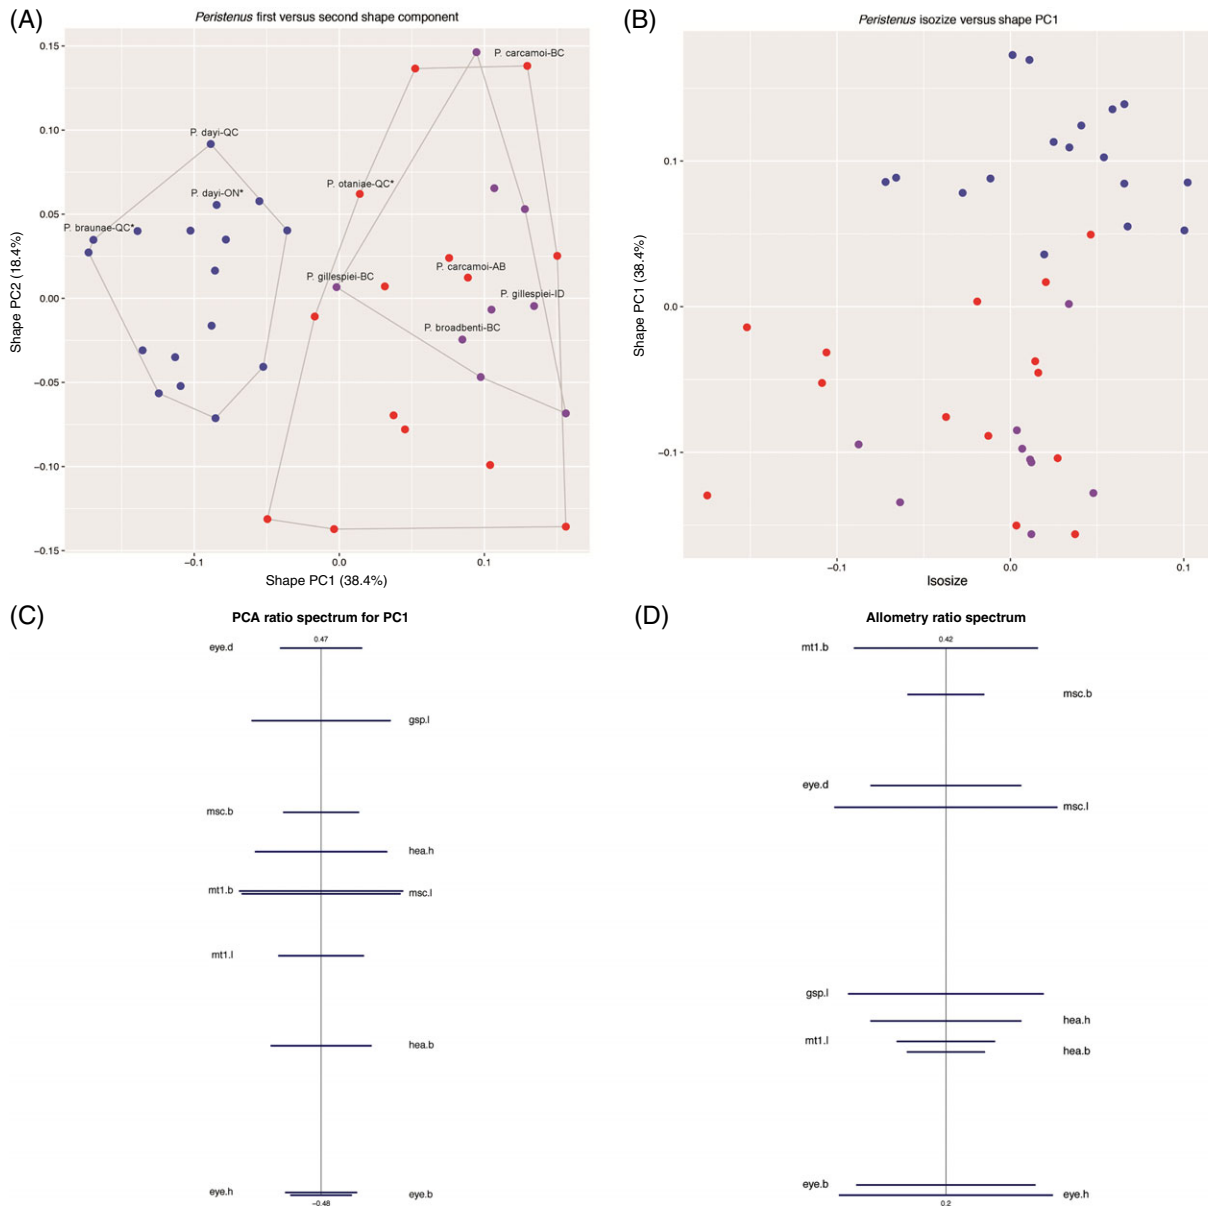 (A)
Peristenus first versus second shape component
0.15
0.10
0.05
0.00
−0.05
−0.10
−0.15
Shape PC2 (18.4%)
P. carcamoi-BC
P. dayi-QC
P. dayi-ON*
P. otaniae-QC*
P. braunae-QC*
P. gillespiei-BC
P. carcamoi-AB
P. gillespiei-ID
P. broadbenti-BC
−0.1
0.0
0.1
Shape PC1 (38.4%)
(B)
Peristenus isozize versus shape PC1
0.1
0.0
−0.1
Shape PC1 (38.4%)
−0.1
0.0
0.1
Isosize
(C)
PCA ratio spectrum for PC1
0.47
eye.d
gsp.l
msc.b
hea.h
mt1.b
msc.l
mt1.l
hea.b
eye.h
eye.b
−0.48
(D)
Allometry ratio spectrum
0.42
mt1.b
msc.b
eye.d
msc.l
gsp.l
hea.h
mt1.l
hea.b
eye.b
eye.h
0.2